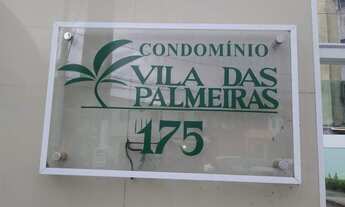 CONDOMÍNIO
VILA DAS
PALMEIRAS
175